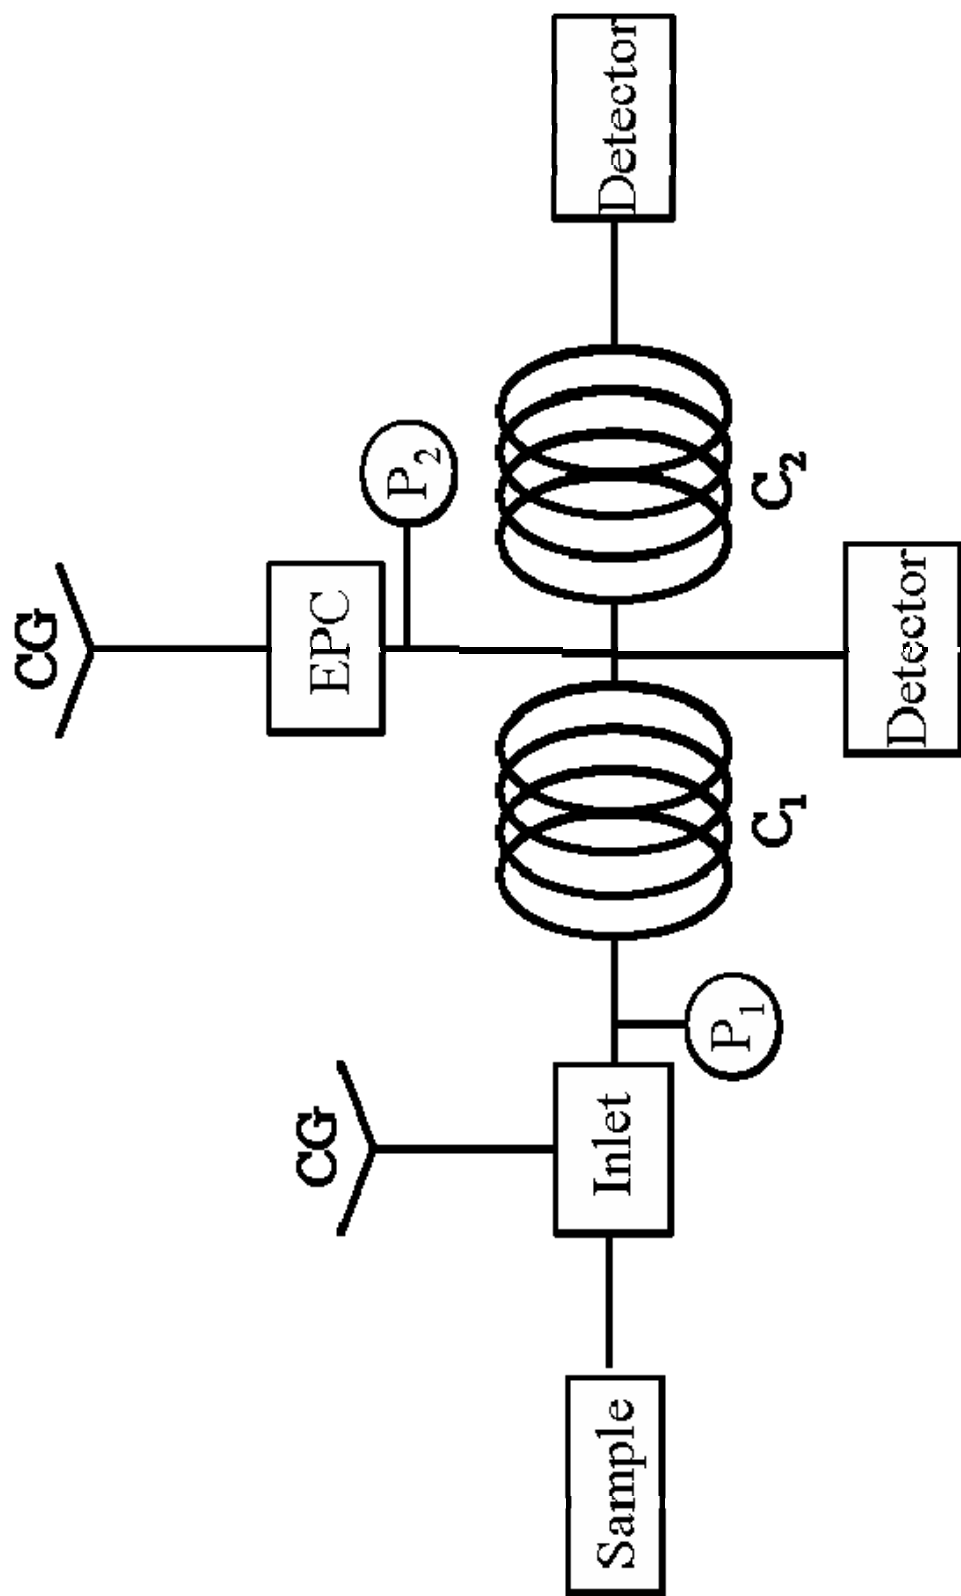 Sample
CG
Inlet
P1
C1
CG
EPC
P2
Detector
C2
Detector